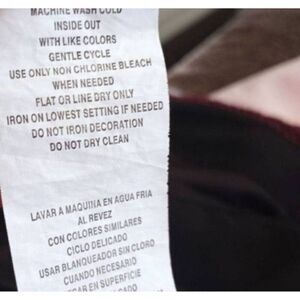 MACHINE WASH COLD
INSIDE OUT
WITH LIKE COLORS
GENTLE CYCLE
USE ONLY NON CHLORINE BLEACH
WHEN NEEDED
FLAT OR LINE DRY ONLY
IRON ON LOWEST SETTING IF NEEDED
DO NOT IRON DECORATION
DO NOT DRY CLEAN
LAVAR A MAQUINA EN AGUA FRIA
AL REVEZ
CON COLORES SIMILARES
CICLO DELICADO
USAR BLANQUEADOR SIN CLORO
CUANDO NECESARIO
EN SUPERFICIE